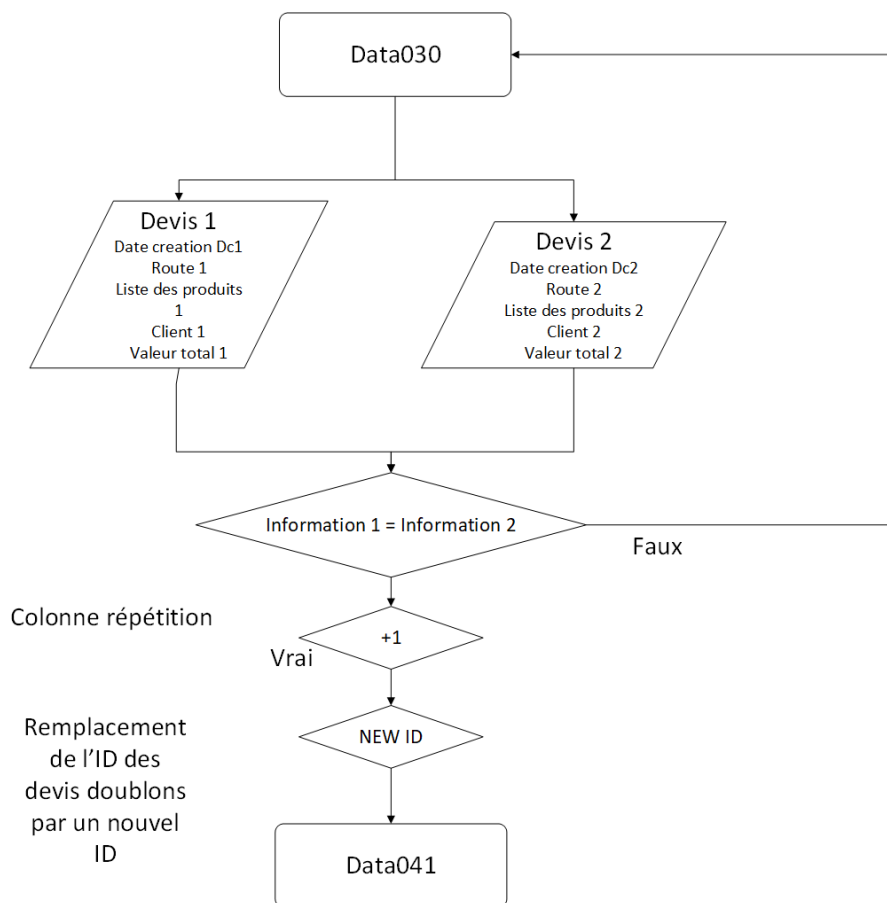 Data030
Devis 1
Date creation Dc1
Route 1
Liste des produits
1
Client 1
Valeur total 1
Devis 2
Date creation Dc2
Route 2
Liste des produits 2
Client 2
Valeur total 2
Information 1 = Information 2
Faux
Colonne répétition
+1
Vrai
Remplacement
de l’ID des
devis doublons
par un nouvel
ID
NEW ID
Data041